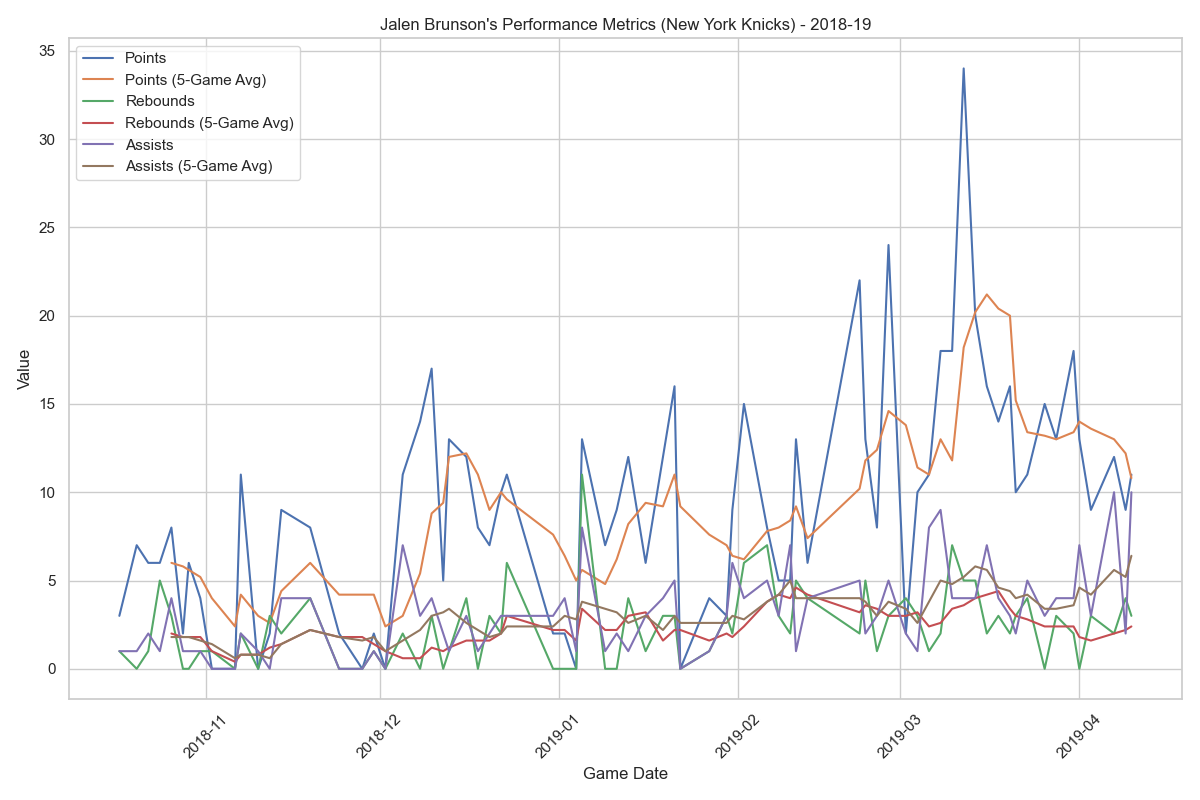 Jalen Brunson's Performance Metrics (New York Knicks) - 2018-19
Points
Points (5-Game Avg)
Rebounds
Rebounds (5-Game Avg)
Assists
Assists (5-Game Avg)
35
30
25
20
15
10
5
0
Value
2018-11
2018-12
2019-01
2019-02
2019-03
2019-04
Game Date